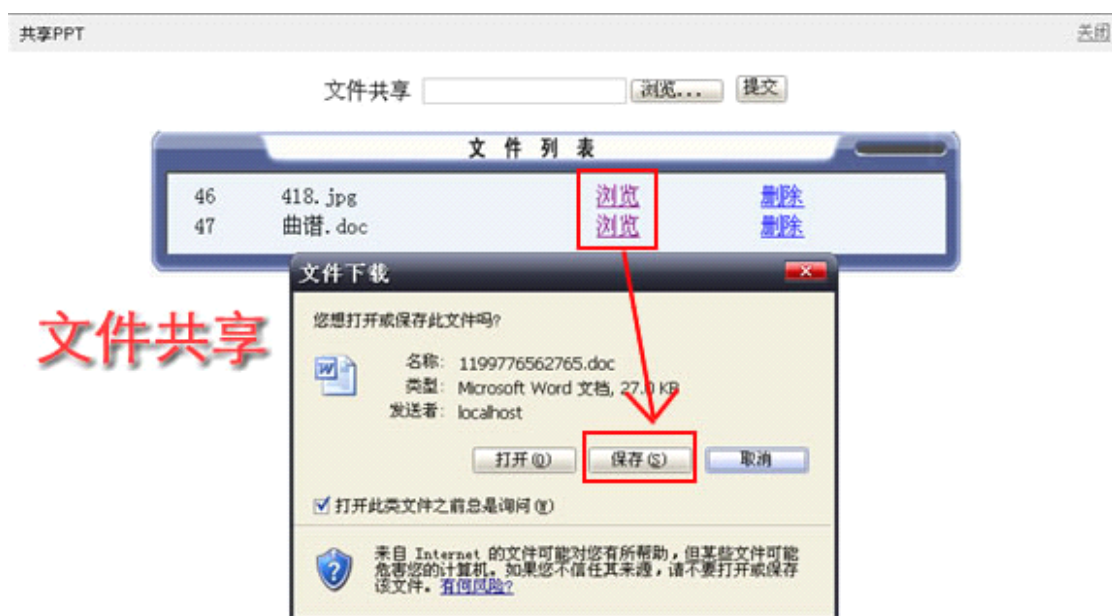 共享PPT 关闭
文件共享 浏览... 提交
文件列表
46 418.jpg 浏览 删除
47 曲谱.doc 浏览 删除
文件下载
文件共享
您想打开或保存此文件吗?
名称: 1199776562765.doc
类型: Microsoft Word 文档, 27.0 KB
发送者: localhost
打开(O) 保存(S) 取消
打开此类文件之前总是询问(W)
来自 Internet 的文件可能对您有所帮助,但某些文件可能
危害您的计算机。如果您不信任其来源,请不要打开或保存
该文件。有何风险?